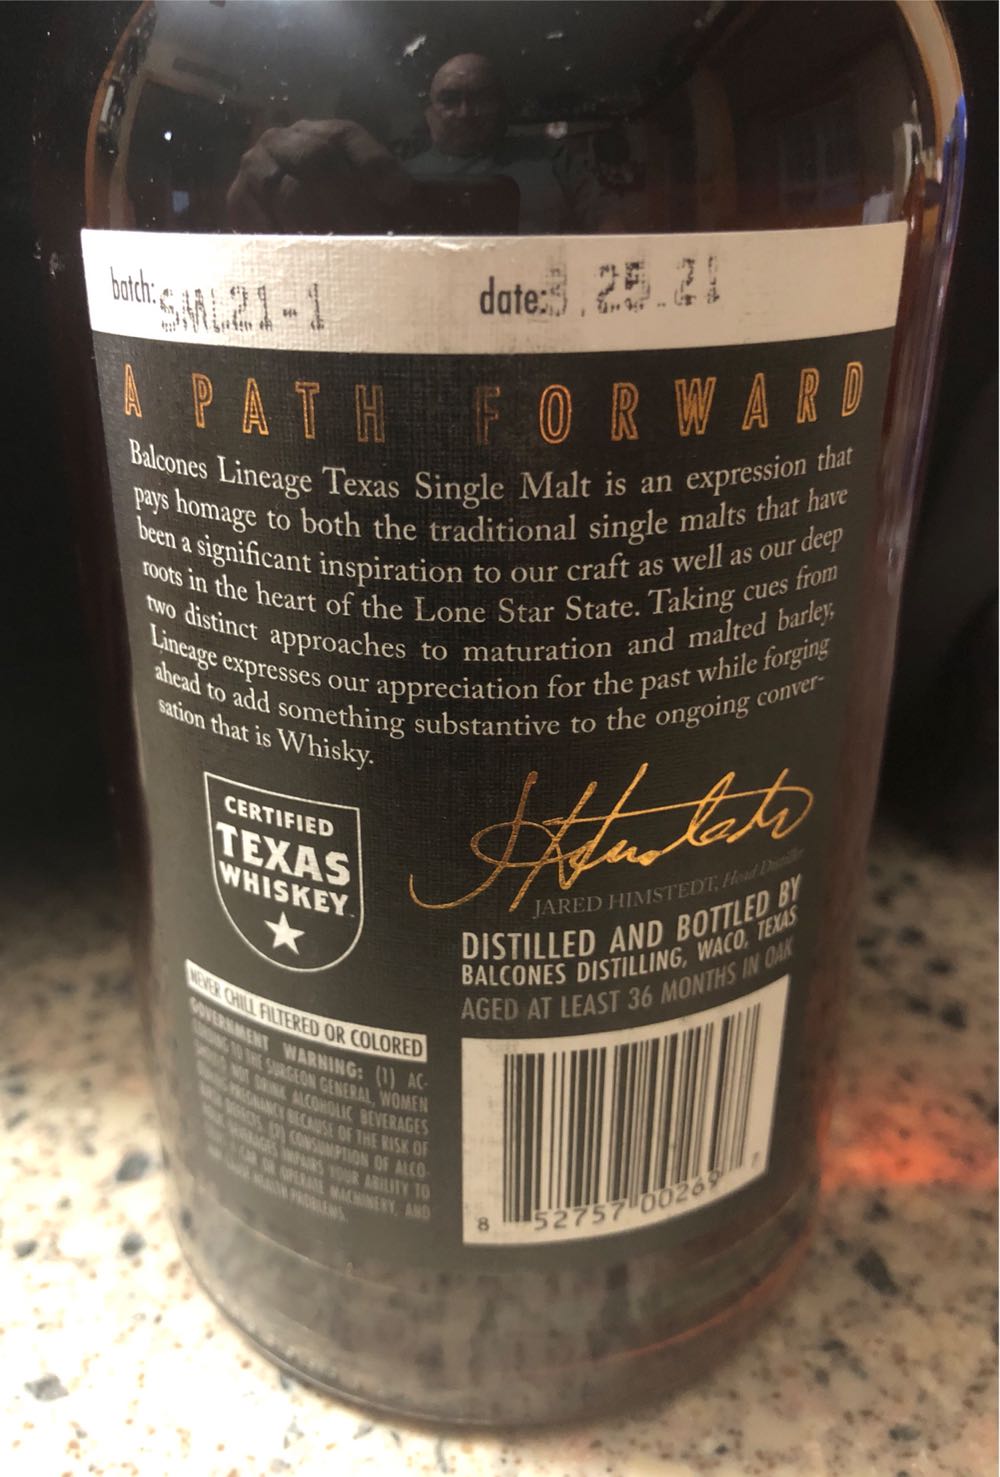 batch: SML21-1 date: 3.25.21
A PATH FORWARD
Balcones Lineage Texas Single Malt is an expression that
pays homage to both the traditional single malts that have
been a significant inspiration to our craft as well as our deep
roots in the heart of the Lone Star State. Taking cues from
two distinct approaches to maturation and malted barley,
Lineage expresses our appreciation for the past while forging
ahead to add something substantive to the ongoing conver-
sation that is Whisky.
CERTIFIED
TEXAS
WHISKEY
JARED HIMSTEDT, Head Distiller
DISTILLED AND BOTTLED BY
BALCONES DISTILLING, WACO, TEXAS
AGED AT LEAST 36 MONTHS IN OAK
NEVER CHILL FILTERED OR COLORED
GOVERNMENT WARNING: (1) AC-
CORDING TO THE SURGEON GENERAL, WOMEN
SHOULD NOT DRINK ALCOHOLIC BEVERAGES
DURING PREGNANCY BECAUSE OF THE RISK OF
BIRTH DEFECTS. (2) CONSUMPTION OF ALCO-
HOLIC BEVERAGES IMPAIRS YOUR ABILITY TO
CAR OR OPERATE MACHINERY, AND
MAY CAUSE HEALTH PROBLEMS.
8 52757 00269 7